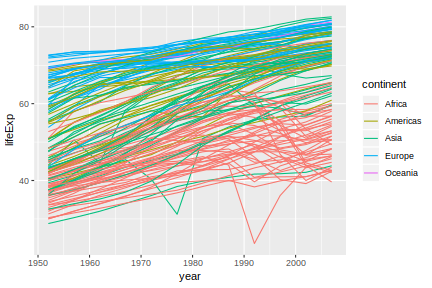 80
60
40
lifeExp
1950
1960
1970
1980
1990
2000
year
continent
Africa
Americas
Asia
Europe
Oceania